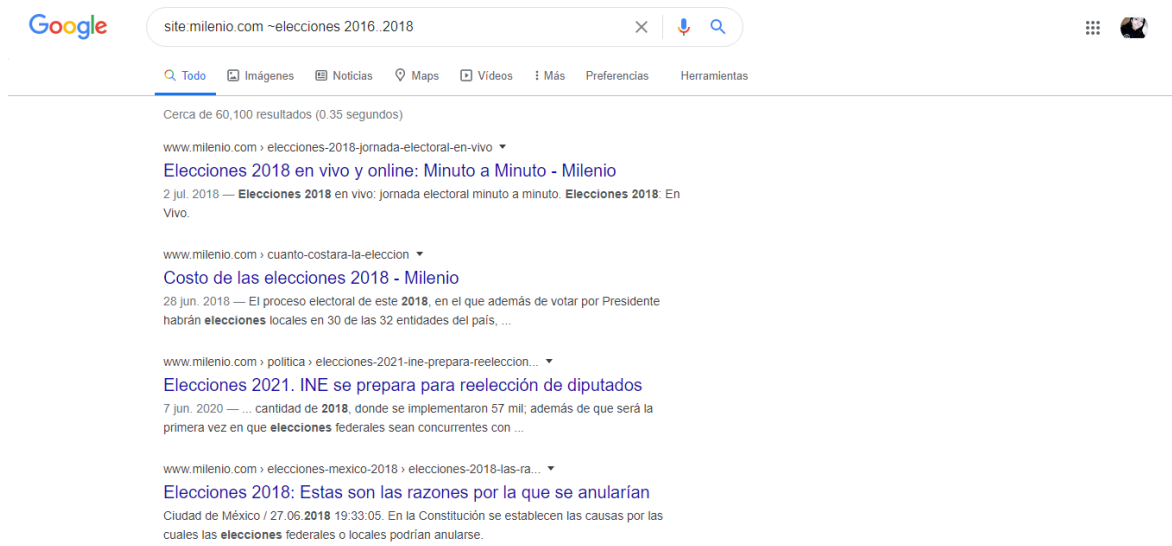 Google
site:milenio.com ~elecciones 2016..2018
Todo Imágenes Noticias Maps Vídeos Más Preferencias Herramientas
Cerca de 60,100 resultados (0.35 segundos)
www.milenio.com › elecciones-2018-jornada-electoral-en-vivo
Elecciones 2018 en vivo y online: Minuto a Minuto - Milenio
2 jul. 2018 — Elecciones 2018 en vivo: jornada electoral minuto a minuto. Elecciones 2018: En
Vivo.
www.milenio.com › cuanto-costara-la-eleccion
Costo de las elecciones 2018 - Milenio
28 jun. 2018 — El proceso electoral de este 2018, en el que además de votar por Presidente
habrán elecciones locales en 30 de las 32 entidades del país, ...
www.milenio.com › politica › elecciones-2021-ine-prepara-reeleccion...
Elecciones 2021. INE se prepara para reelección de diputados
7 jun. 2020 — ... cantidad de 2018, donde se implementaron 57 mil; además de que será la
primera vez en que elecciones federales sean concurrentes con ...
www.milenio.com › elecciones-mexico-2018 › elecciones-2018-las-ra...
Elecciones 2018: Estas son las razones por la que se anularían
Ciudad de México / 27.06.2018 19:33:05. En la Constitución se establecen las causas por las
cuales las elecciones federales o locales podrían anularse.